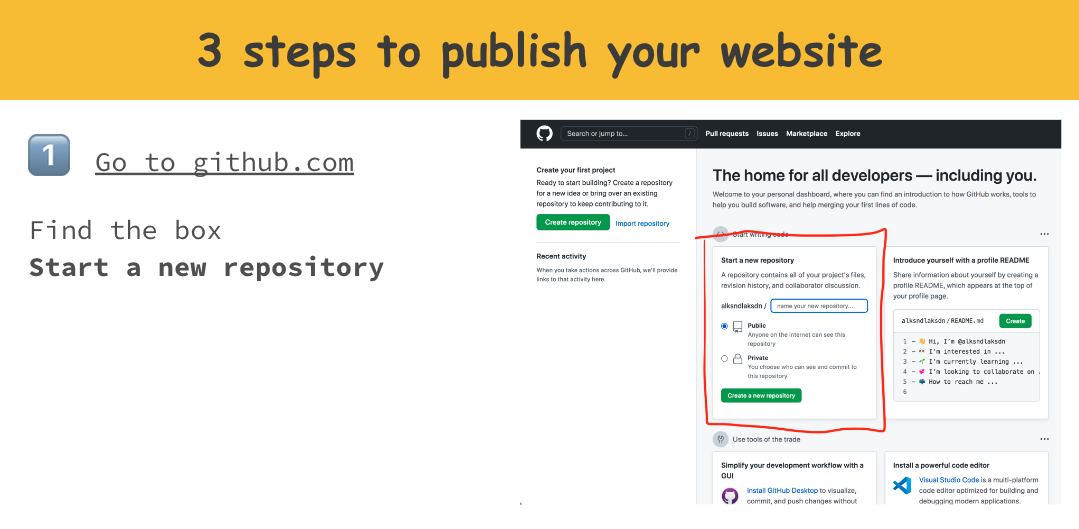 3 steps to publish your website
1 Go to github.com
Find the box
Start a new repository
Search or jump to... /
Pull requests Issues Marketplace Explore
Create your first project
Ready to start building? Create a repository
for a new idea or bring over an existing
repository to keep contributing to it.
Create repository Import repository
Recent activity
When you take actions across GitHub, we'll provide
links to that activity here.
The home for all developers — including you.
Welcome to your personal dashboard, where you can find an introduction to how GitHub works, tools to
help you build software, and help merging your first lines of code.
Start writing code
Start a new repository
A repository contains all of your project's files,
revision history, and collaborator discussion.
alksndlaksdn / name your new repository...
Public
Anyone on the internet can see this
repository
Private
You choose who can see and commit to
this repository
Create a new repository
Introduce yourself with a profile README
Share information about yourself by creating a
profile README, which appears at the top of
your profile page.
alksndlaksdn / README.md Create
1 - 👋 Hi, I'm @alksndlaksdn
2 - 👀 I'm interested in ...
3 - 🌱 I'm currently learning ...
4 - 💞️ I'm looking to collaborate on .
5 - 📫 How to reach me ...
6
Use tools of the trade
Simplify your development workflow with a
GUI
Install GitHub Desktop to visualize,
commit, and push changes without
Install a powerful code editor
Visual Studio Code is a multi-platform
code editor optimized for building and
debugging modern applications.